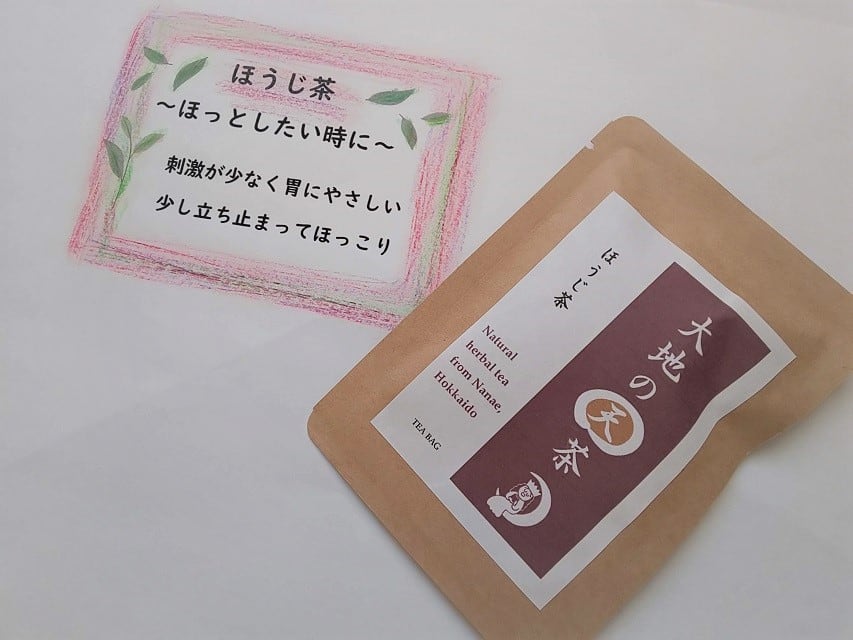 ほうじ茶
～ほっとしたい時に～
刺激が少なく胃にやさしい
少し立ち止まってほっこり
ほうじ茶
大地の天茶
Natural
herbal tea
from Nanae,
Hokkaido
TEA BAG